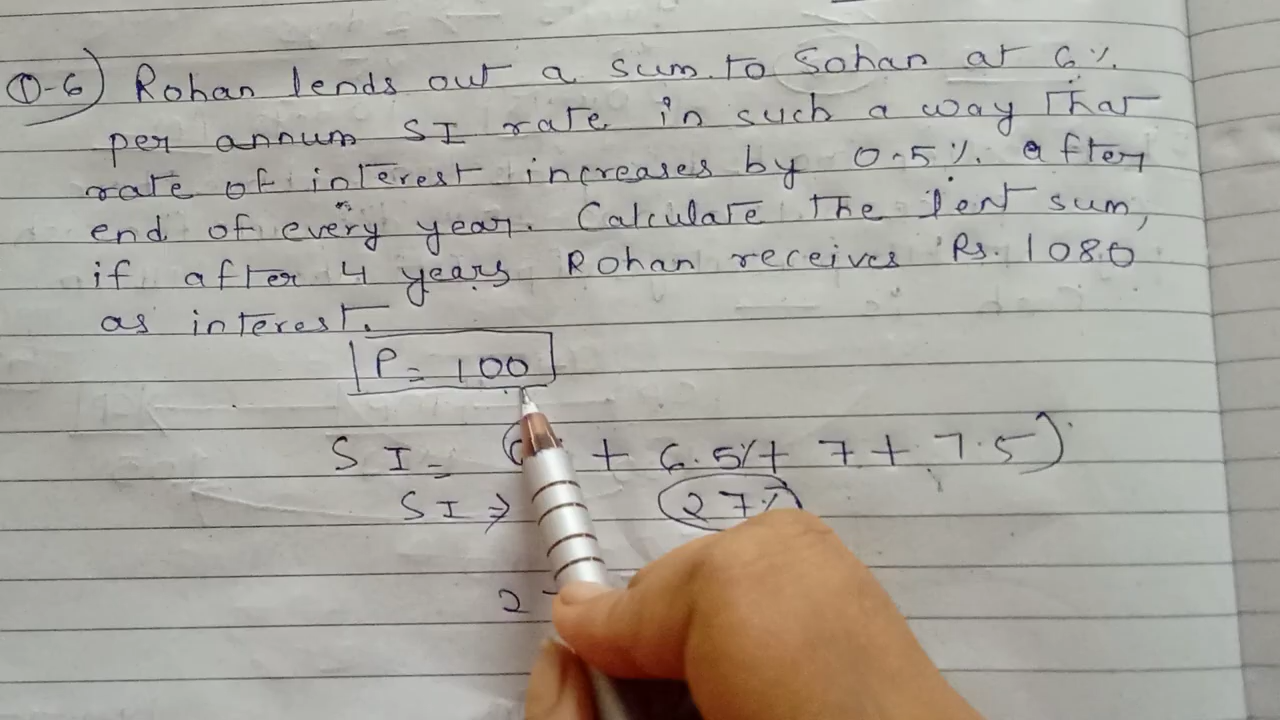 Q-6) Rohan lends out a sum to Sohan at 6%
per annum SI rate in such a way that
rate of interest increases by 0.5% after
end of every year. Calculate the lent sum,
if after 4 years Rohan receives Rs. 1080
as interest.
P = 100
SI = + 6.5% + 7 + 7.5)
SI ⇒ 27%
2